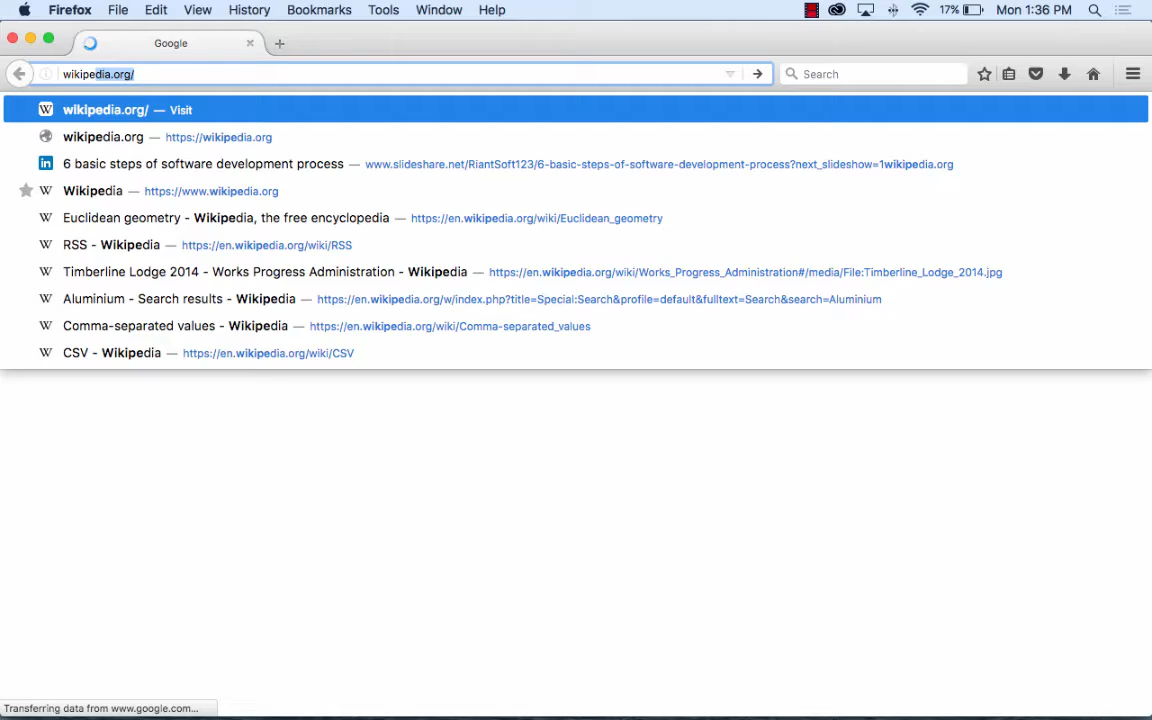 Firefox File Edit View History Bookmarks Tools Window Help 17% Mon 1:36 PM
Google
wikipedia.org/ Search
wikipedia.org/ — Visit
wikipedia.org — https://wikipedia.org
6 basic steps of software development process — www.slideshare.net/RiantSoft123/6-basic-steps-of-software-development-process?next_slideshow=1wikipedia.org
Wikipedia — https://www.wikipedia.org
Euclidean geometry - Wikipedia, the free encyclopedia — https://en.wikipedia.org/wiki/Euclidean_geometry
RSS - Wikipedia — https://en.wikipedia.org/wiki/RSS
Timberline Lodge 2014 - Works Progress Administration - Wikipedia — https://en.wikipedia.org/wiki/Works_Progress_Administration#/media/File:Timberline_Lodge_2014.jpg
Aluminium - Search results - Wikipedia — https://en.wikipedia.org/w/index.php?title=Special:Search&profile=default&fulltext=Search&search=Aluminium
Comma-separated values - Wikipedia — https://en.wikipedia.org/wiki/Comma-separated_values
CSV - Wikipedia — https://en.wikipedia.org/wiki/CSV
Transferring data from www.google.com...